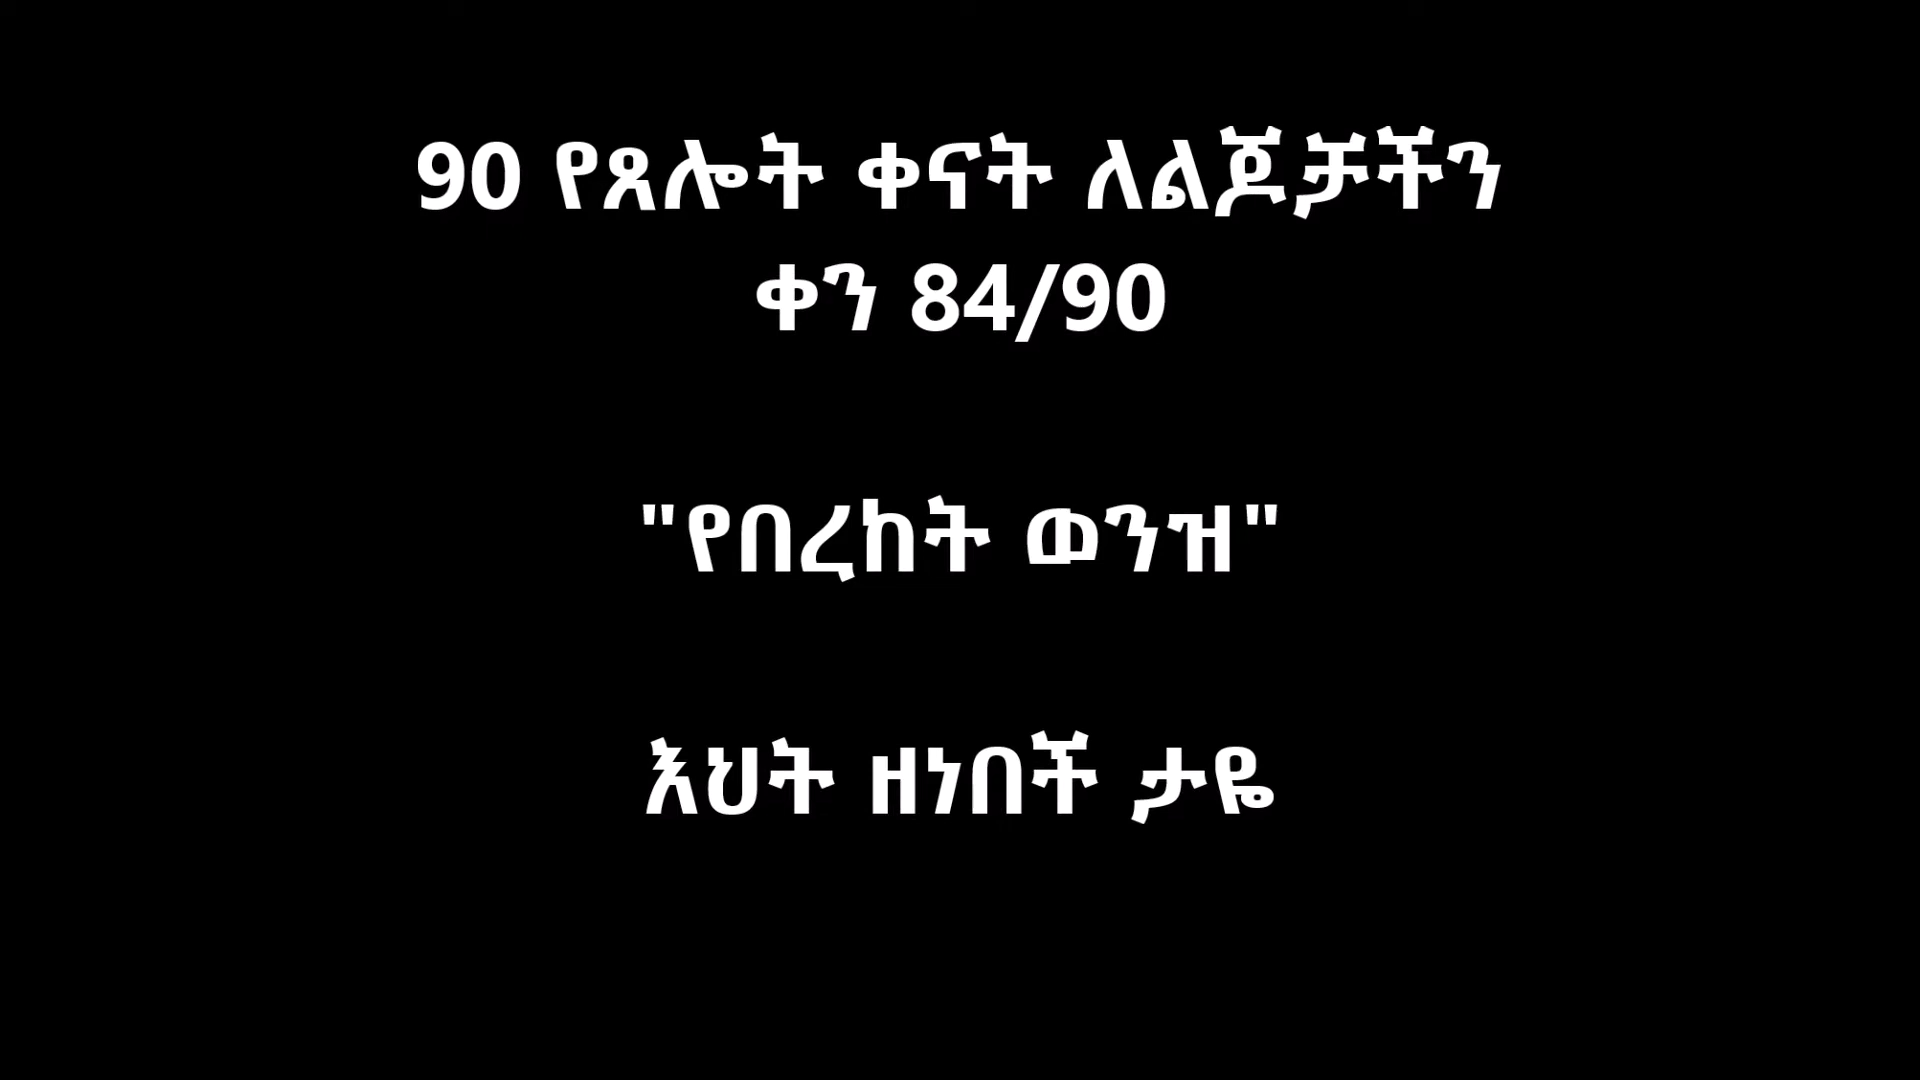 90 የጸሎት ቀናት ለልጆቻችን
ቀን 84/90
"የበረከት ወንዝ"
እህት ዘነበች ታዬ